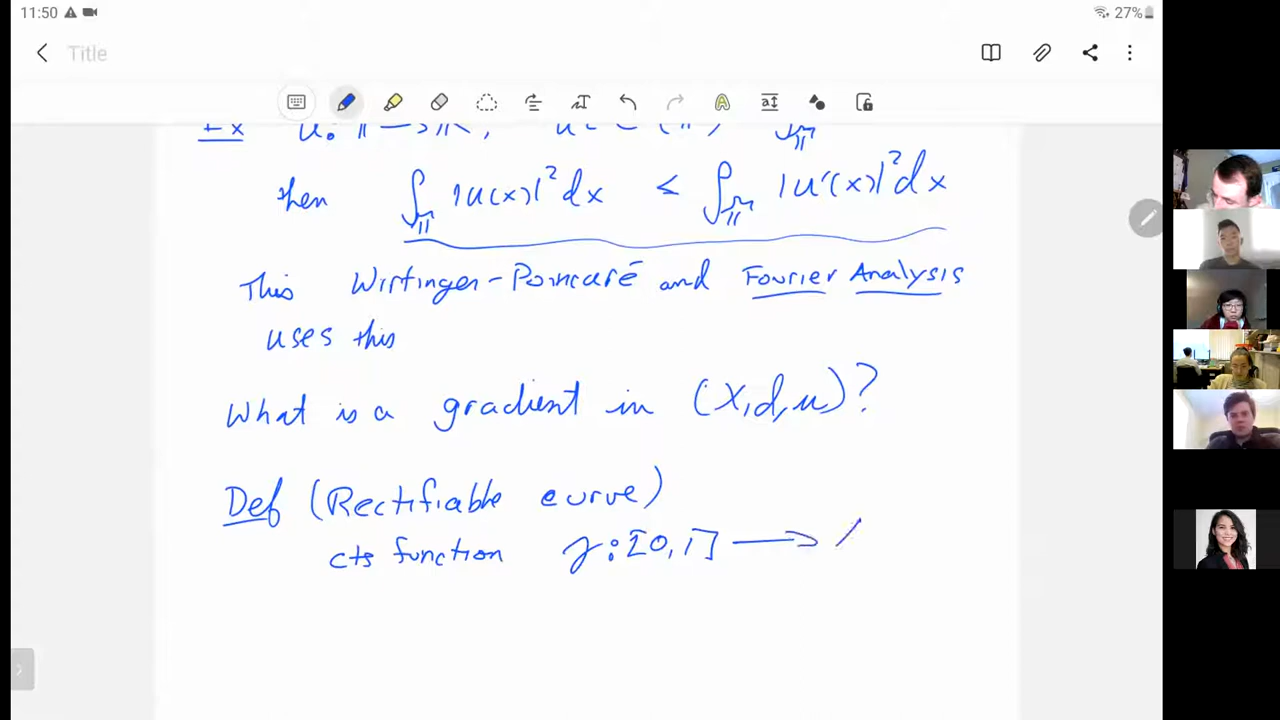 11:50
27%
Title
Ex
then ∫_𝕋 |u(x)|² dx ≤ ∫_𝕋 |u'(x)|² dx
This Wirtinger-Poincaré and Fourier Analysis
uses this
What is a gradient in (X,d,μ)?
Def (Rectifiable curve)
cts function γ:[0,1] →